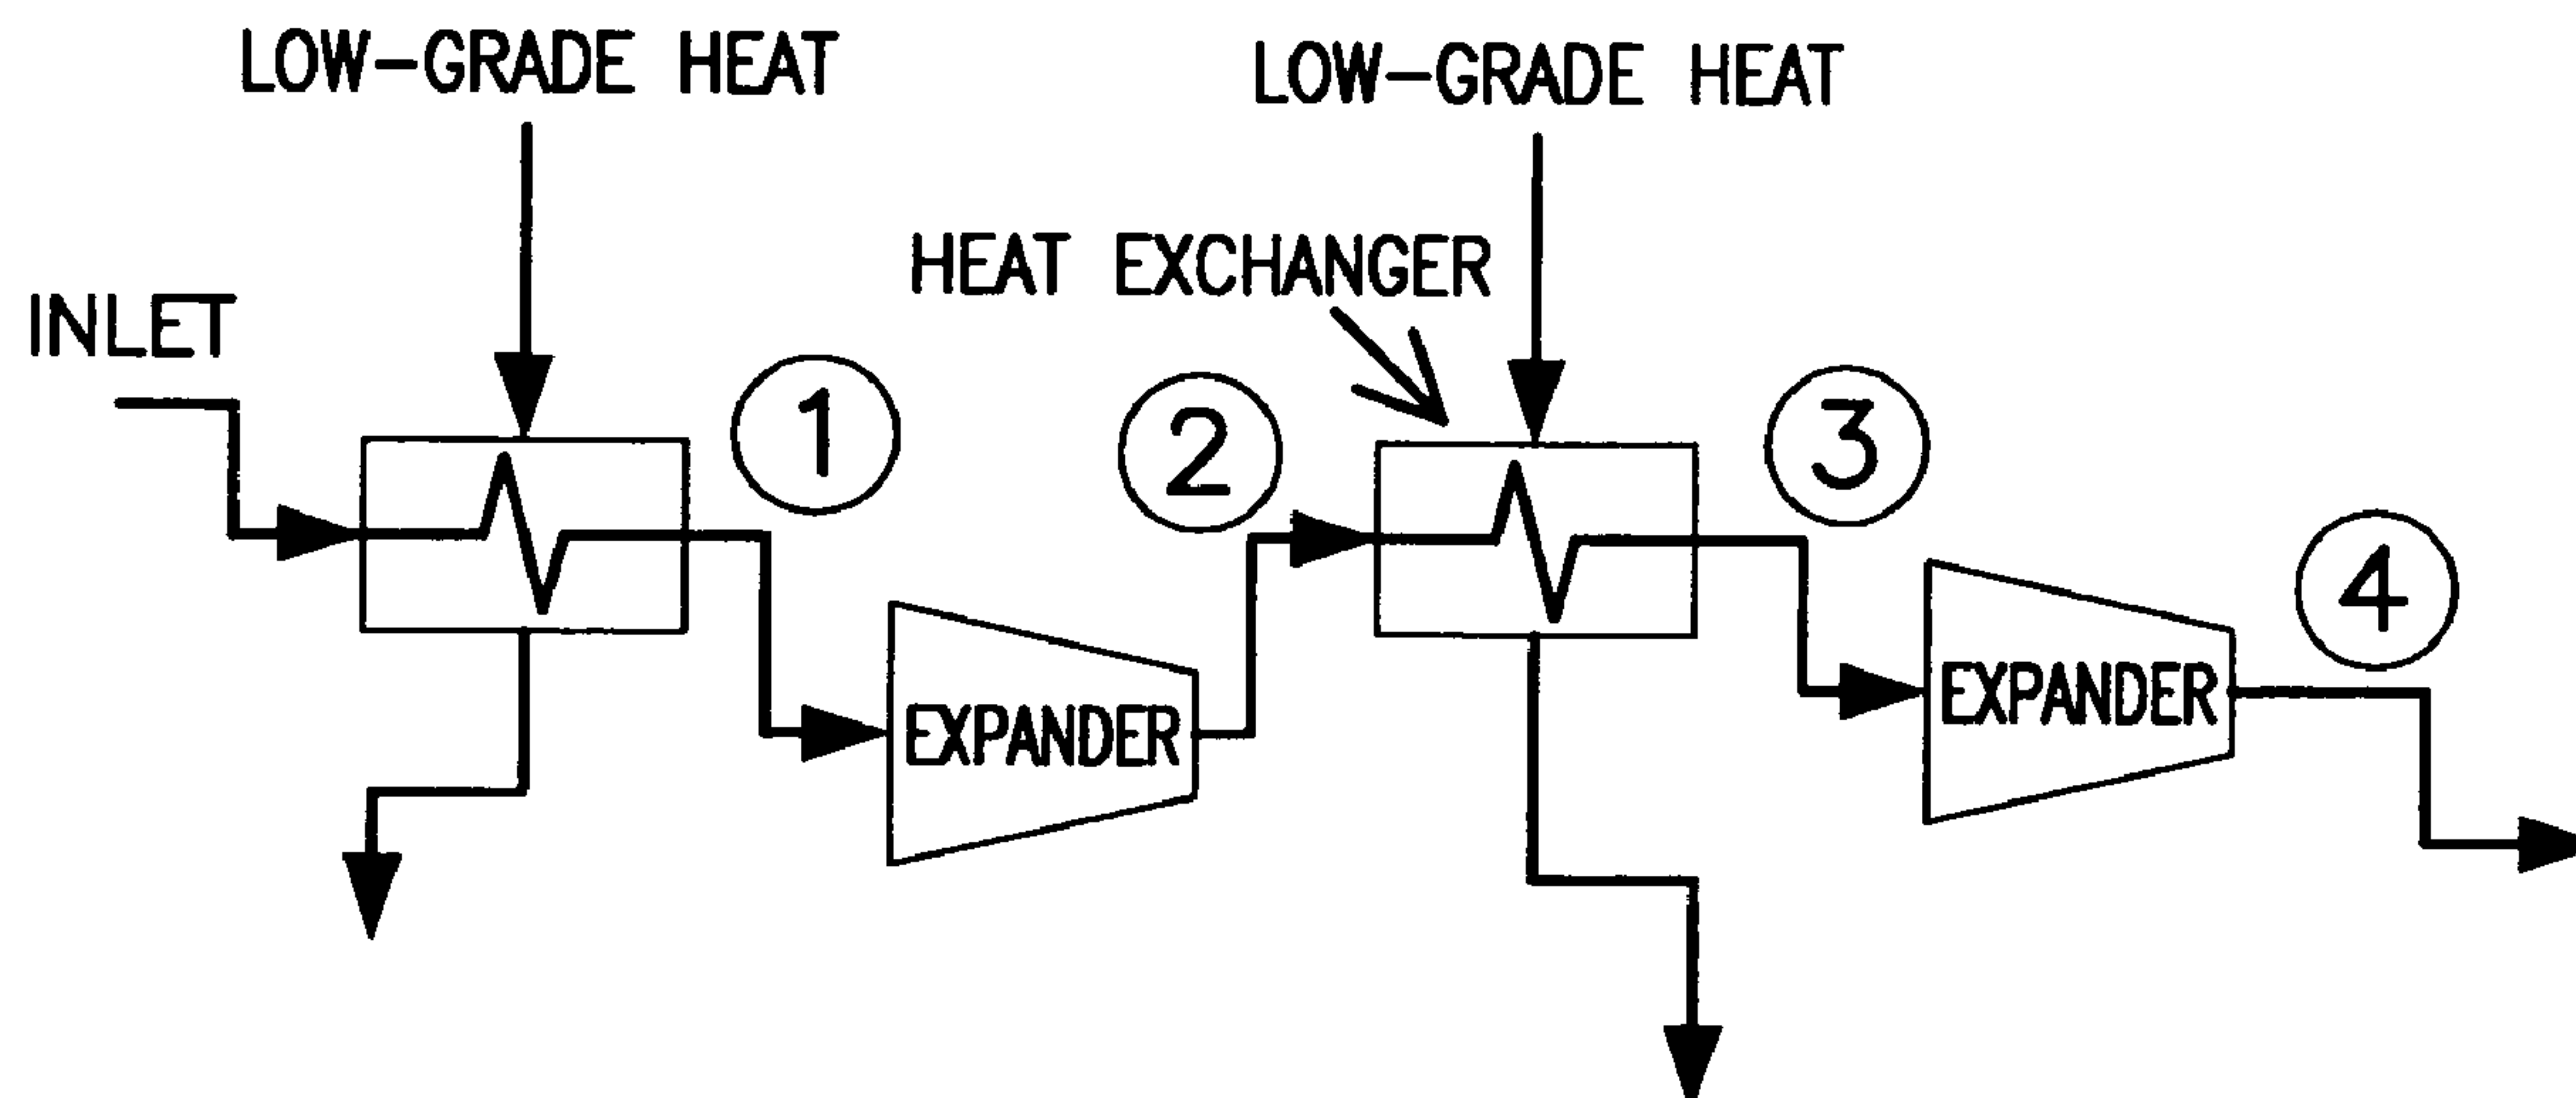 LOW-GRADE HEAT
LOW-GRADE HEAT
HEAT EXCHANGER
INLET
1
2
3
4
EXPANDER
EXPANDER